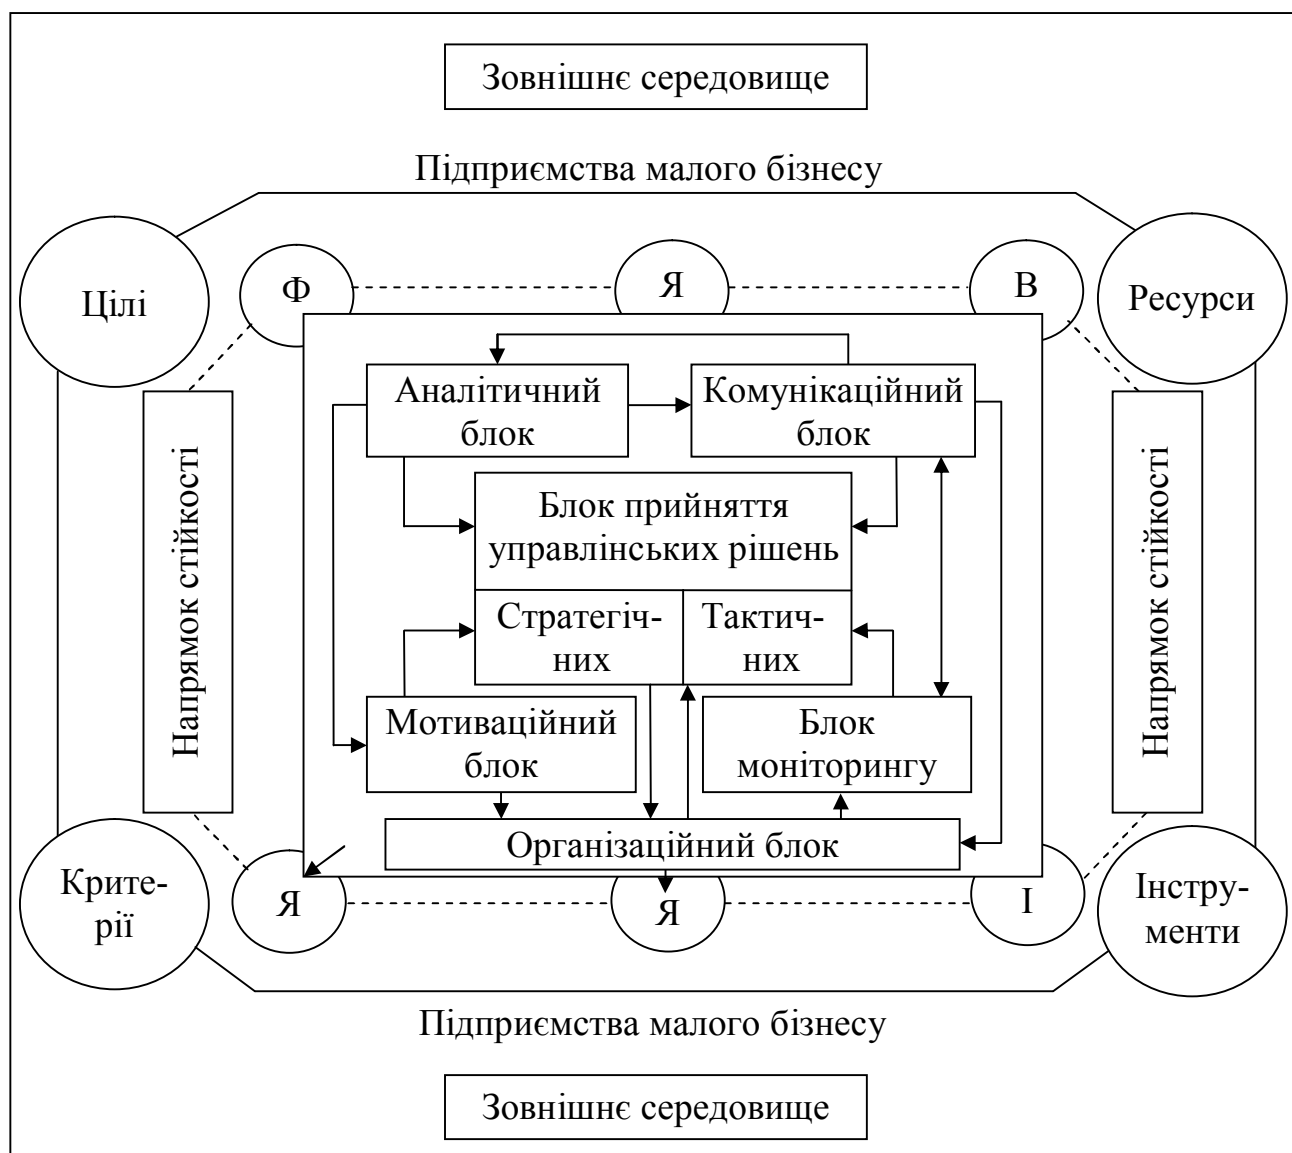 Зовнішнє середовище
Підприємства малого бізнесу
Цілі
Ф
Я
В
Ресурси
Аналітичний
блок
Комунікаційний
блок
Напрямок стійкості
Блок прийняття
управлінських рішень
Напрямок стійкості
Стратегіч-
них
Тактич-
них
Мотиваційний
блок
Блок
моніторингу
Організаційний блок
Крите-
рії
Я
Я
І
Інстру-
менти
Підприємства малого бізнесу
Зовнішнє середовище